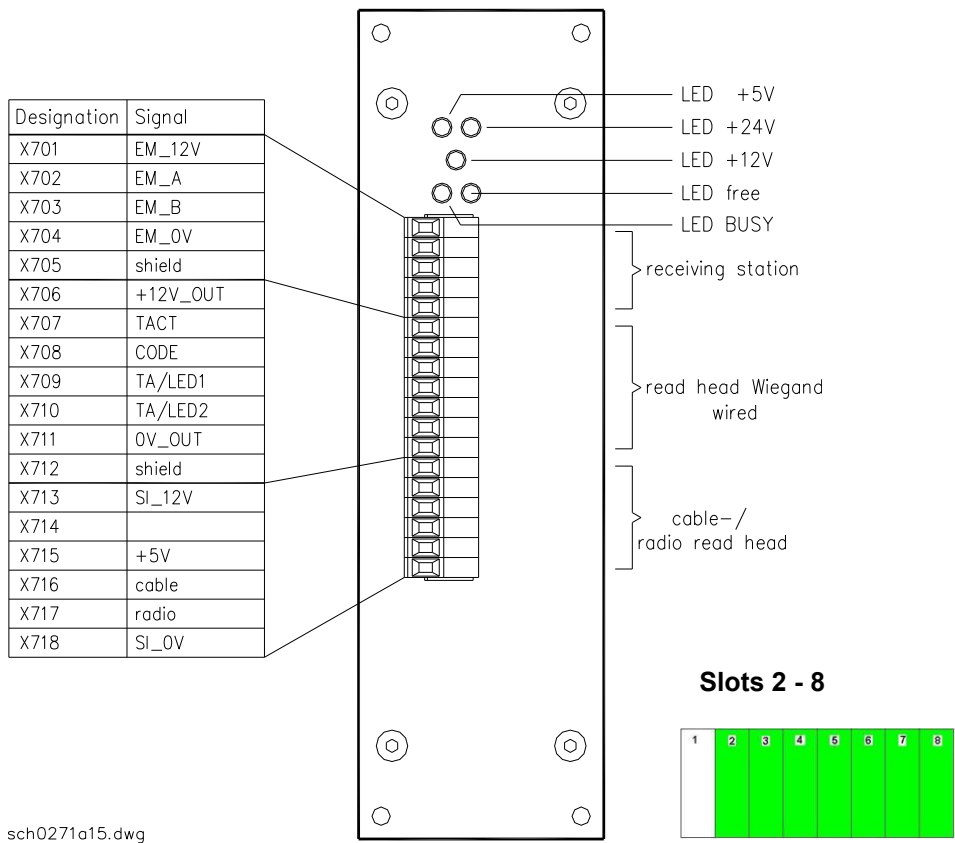 Designation Signal
X701 EM_12V
X702 EM_A
X703 EM_B
X704 EM_0V
X705 shield
X706 +12V_OUT
X707 TACT
X708 CODE
X709 TA/LED1
X710 TA/LED2
X711 0V_OUT
X712 shield
X713 SI_12V
X714
X715 +5V
X716 cable
X717 radio
X718 SI_0V
LED +5V
LED +24V
LED +12V
LED free
LED BUSY
receiving station
read head Wiegand
wired
cable-/
radio read head
Slots 2 - 8
1 2 3 4 5 6 7 8
sch0271a15.dwg